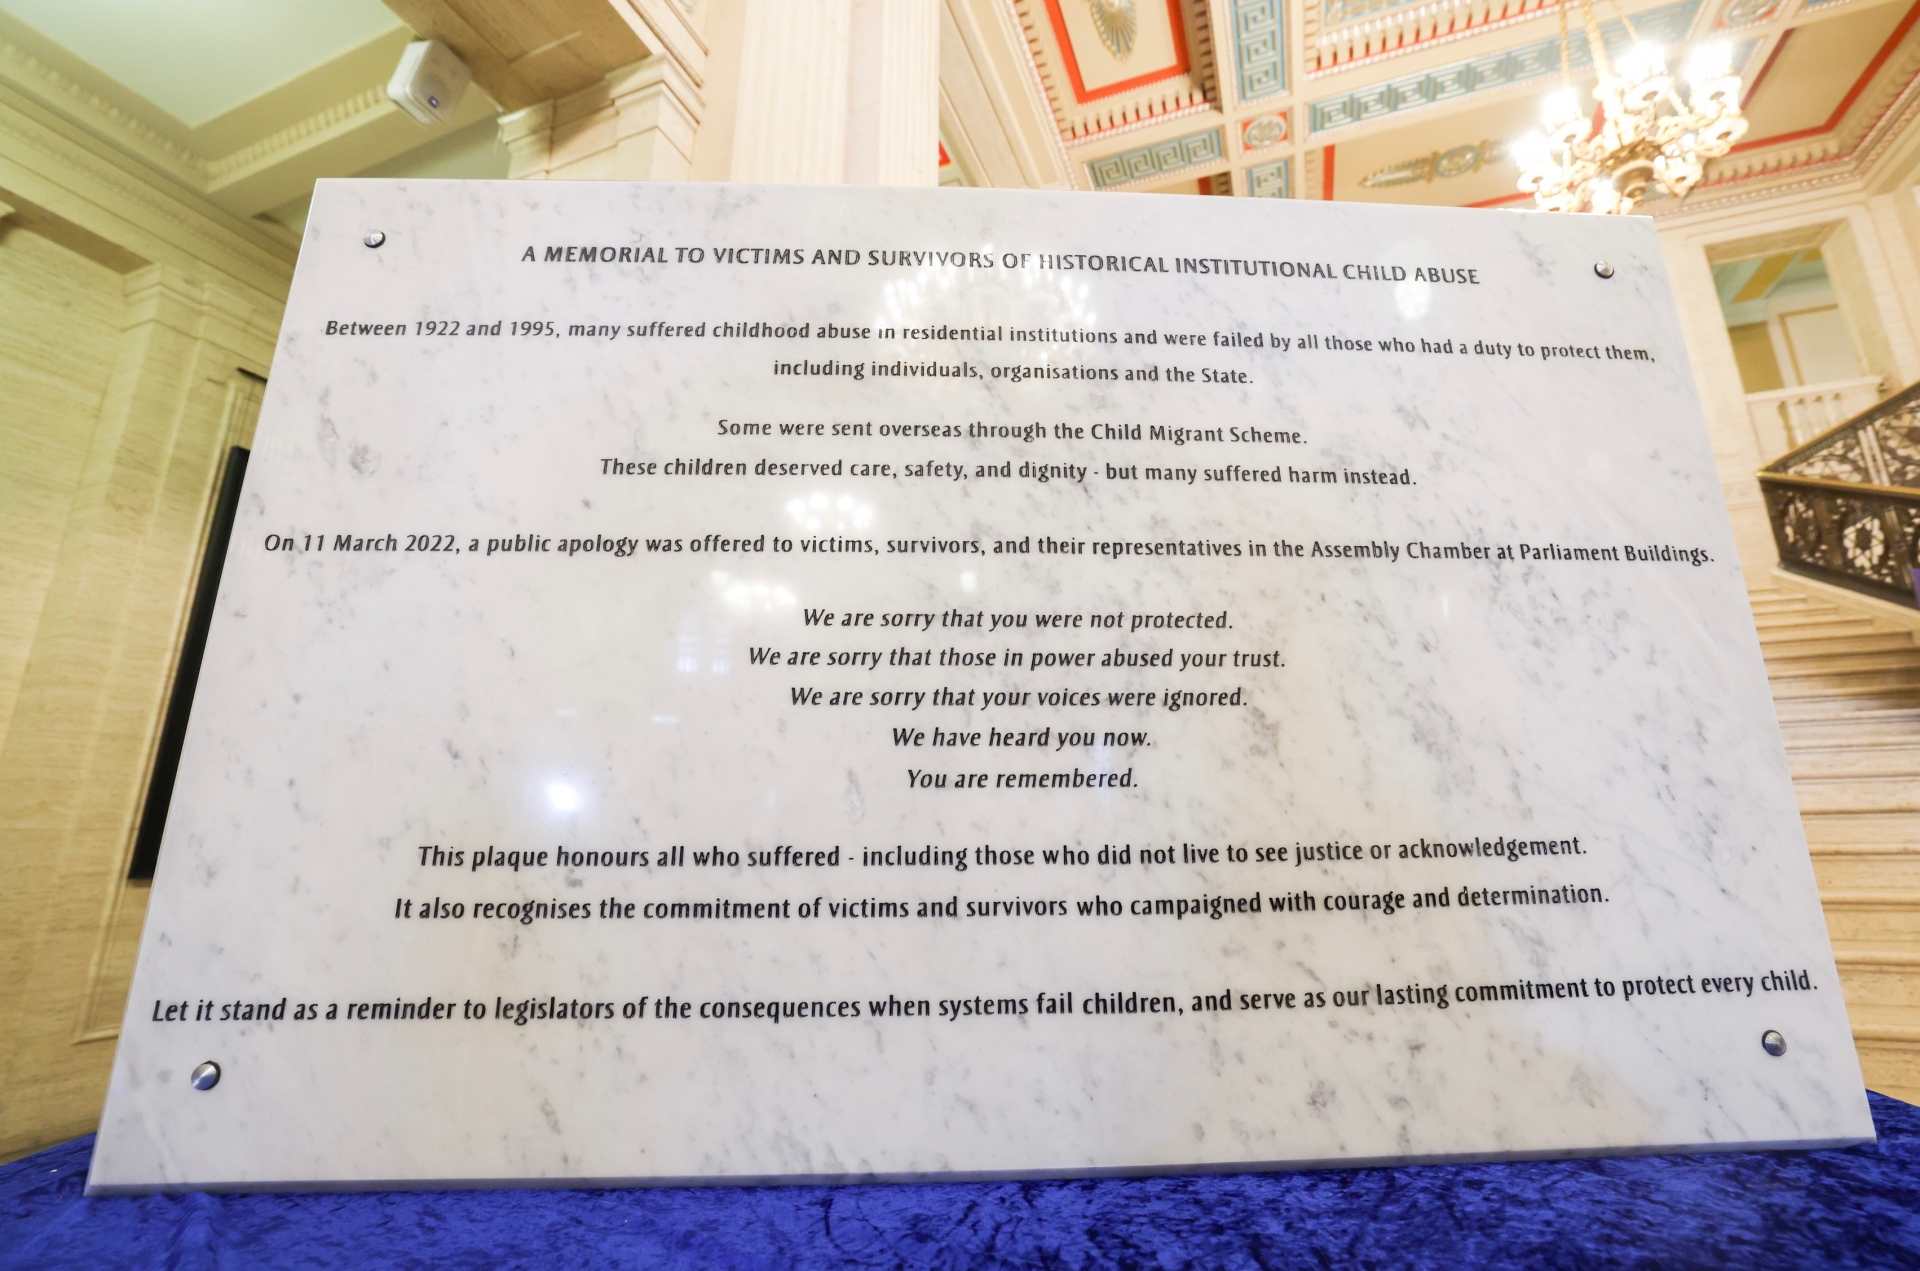 A MEMORIAL TO VICTIMS AND SURVIVORS OF HISTORICAL INSTITUTIONAL CHILD ABUSE
Between 1922 and 1995, many suffered childhood abuse in residential institutions and were failed by all those who had a duty to protect them,
including individuals, organisations and the State.
Some were sent overseas through the Child Migrant Scheme.
These children deserved care, safety, and dignity - but many suffered harm instead.
On 11 March 2022, a public apology was offered to victims, survivors, and their representatives in the Assembly Chamber at Parliament Buildings.
We are sorry that you were not protected.
We are sorry that those in power abused your trust.
We are sorry that your voices were ignored.
We have heard you now.
You are remembered.
This plaque honours all who suffered - including those who did not live to see justice or acknowledgement.
It also recognises the commitment of victims and survivors who campaigned with courage and determination.
Let it stand as a reminder to legislators of the consequences when systems fail children, and serve as our lasting commitment to protect every child.